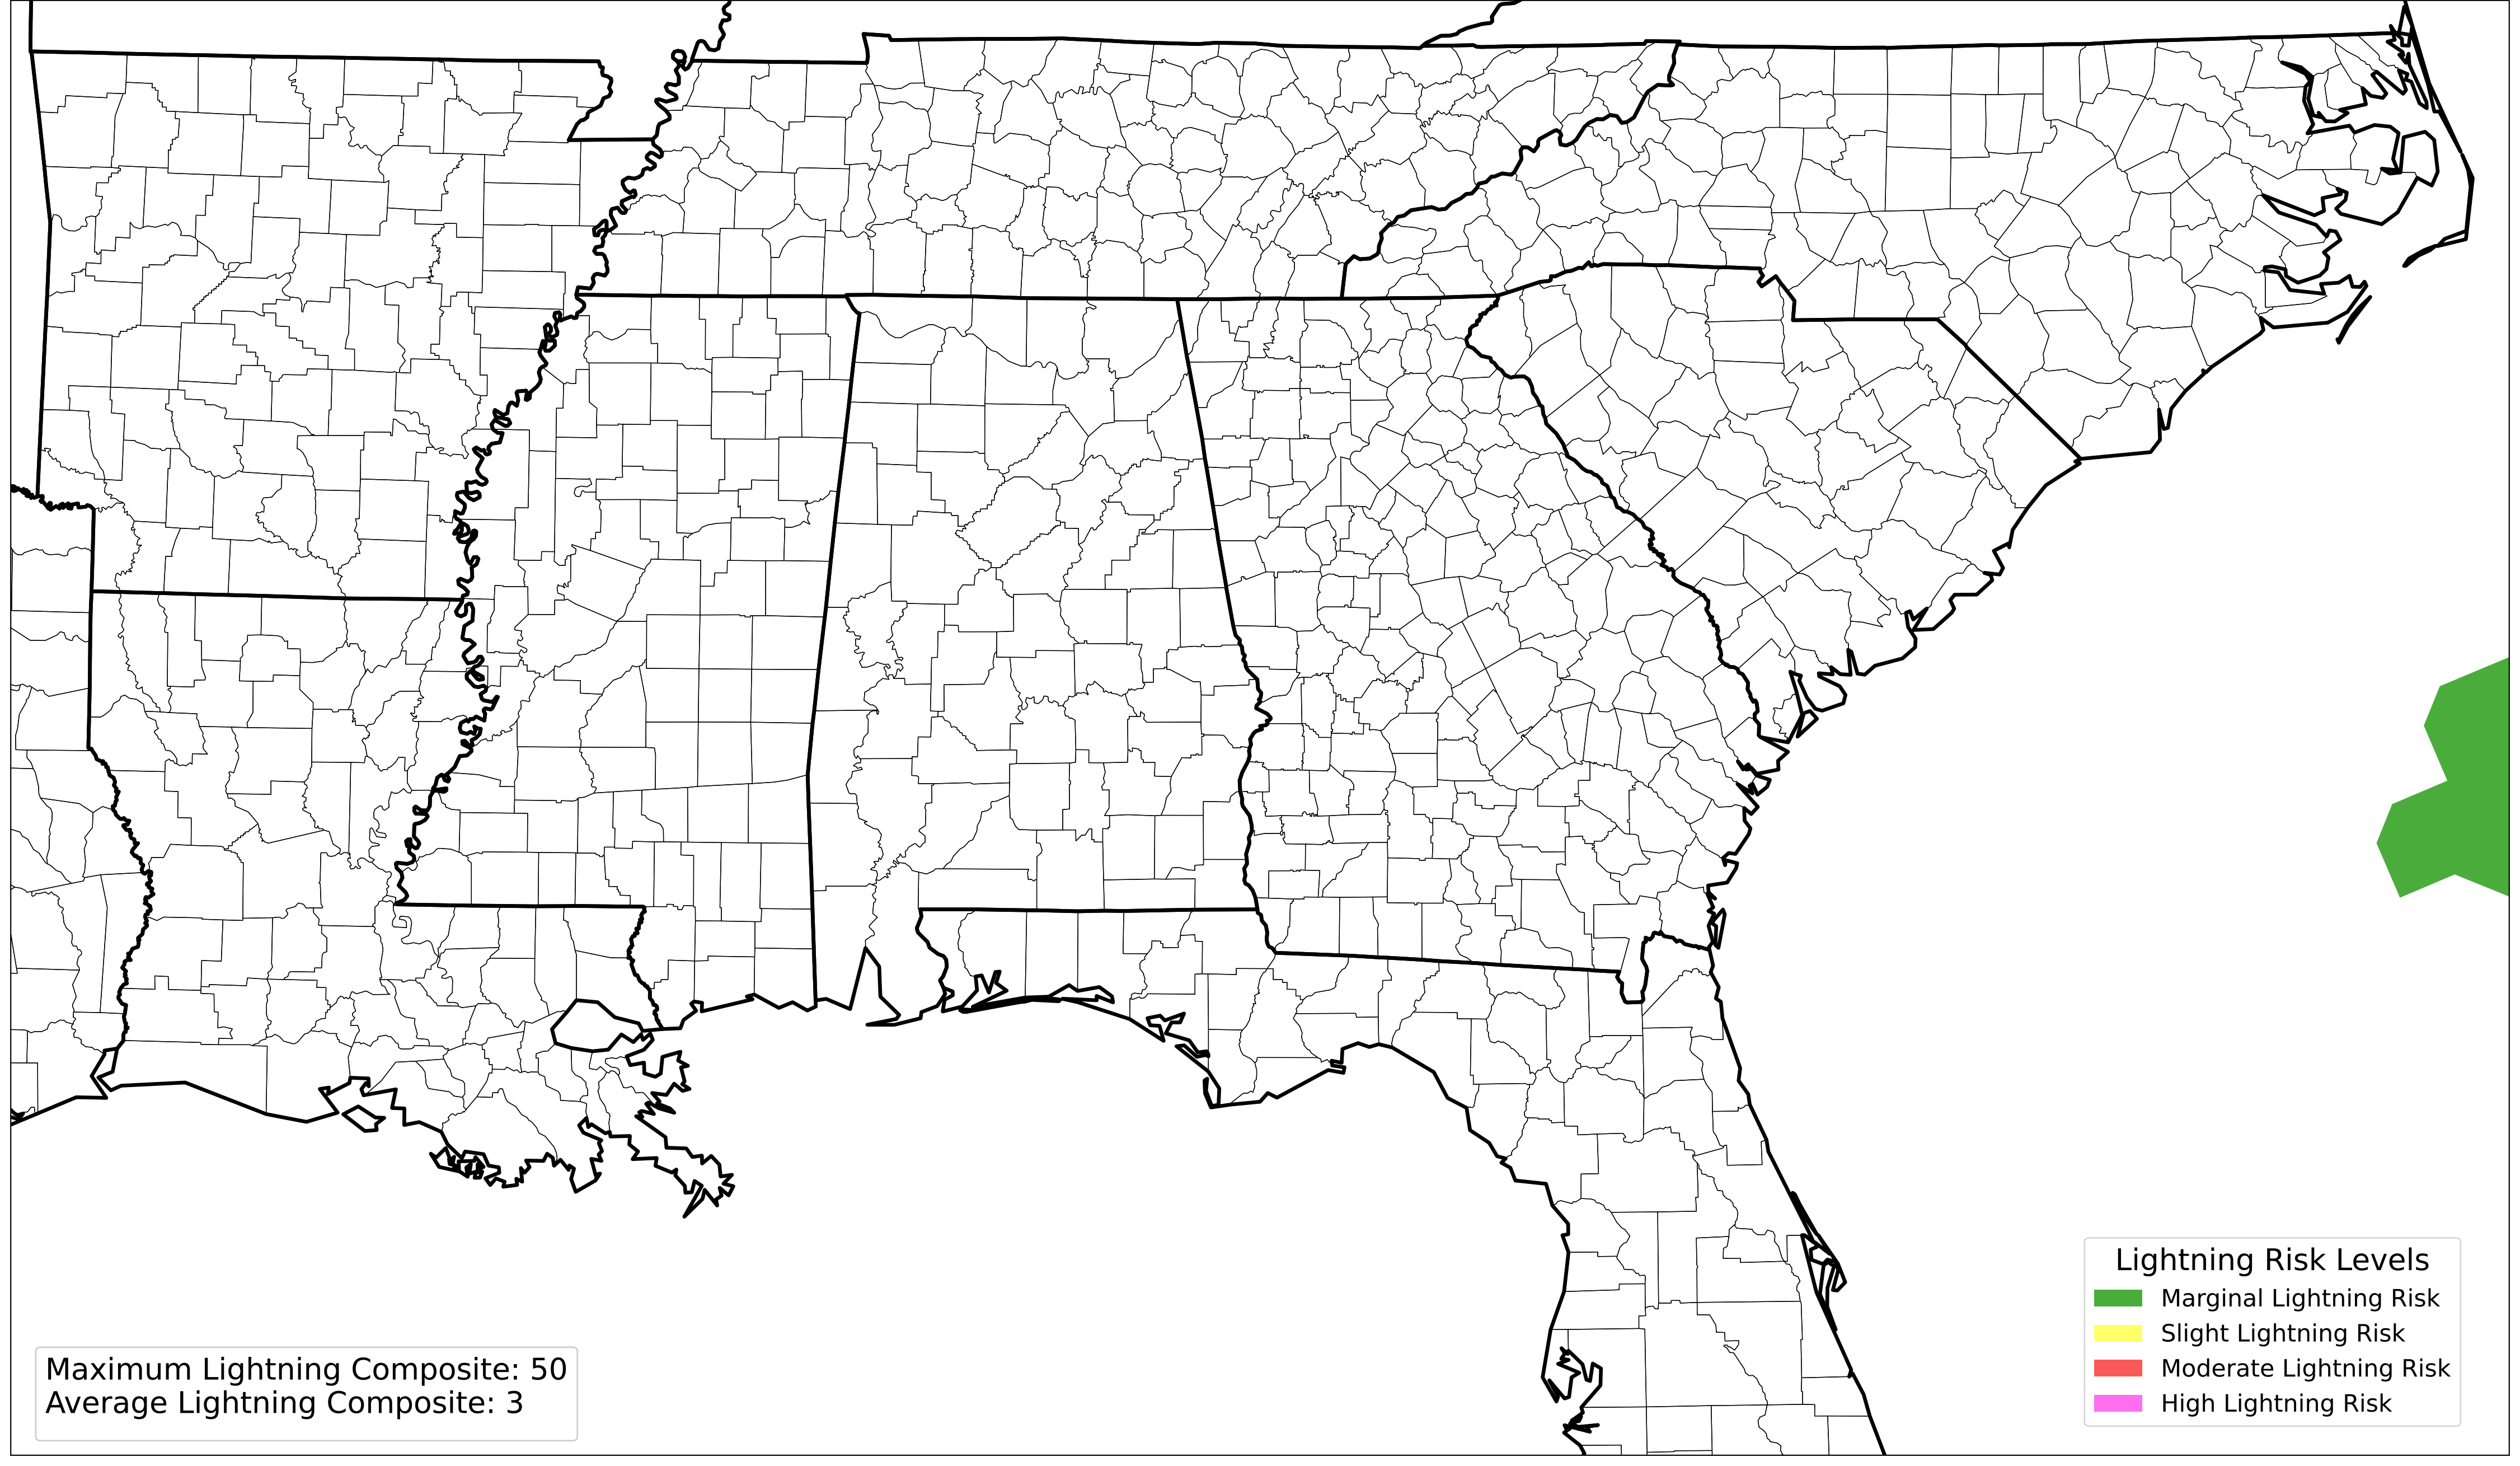 Maximum Lightning Composite: 50
Average Lightning Composite: 3
Lightning Risk Levels
Marginal Lightning Risk
Slight Lightning Risk
Moderate Lightning Risk
High Lightning Risk